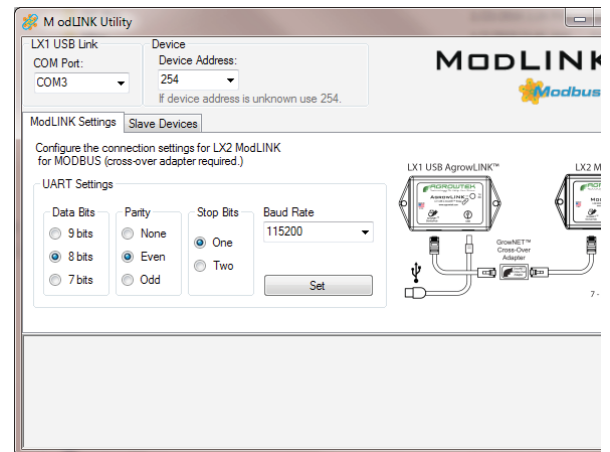 M odLINK Utility
LX1 USB Link
COM Port:
COM3
Device
Device Address:
254
If device address is unknown use 254.
MODLINK
Modbus
ModLINK Settings
Slave Devices
Configure the connection settings for LX2 ModLINK
for MODBUS (cross-over adapter required.)
UART Settings
Data Bits
9 bits
8 bits
7 bits
Parity
None
Even
Odd
Stop Bits
One
Two
Baud Rate
115200
Set
LX1 USB AgrowLINK™
LX2 M
AGROWTEK
AGROWLINK
GrowNET™
Cross-Over
Adapter
7 -